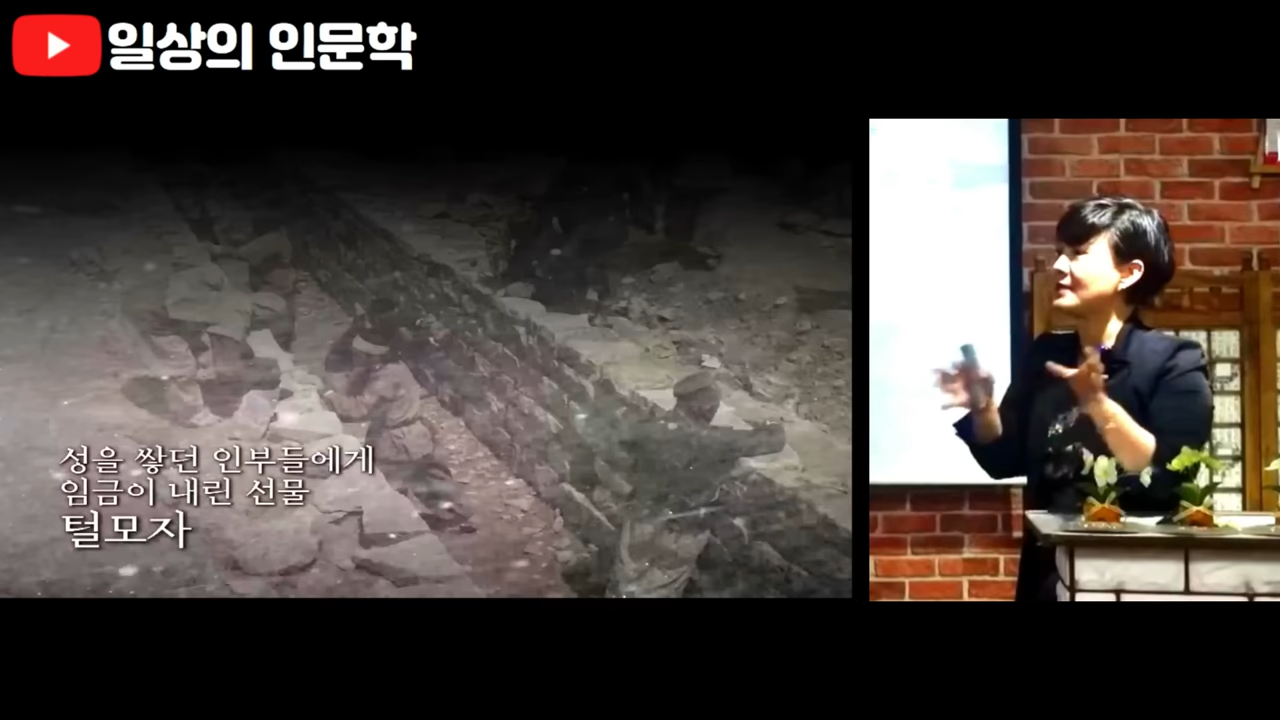 일상의 인문학
성을 쌓던 인부들에게
임금이 내린 선물
털모자